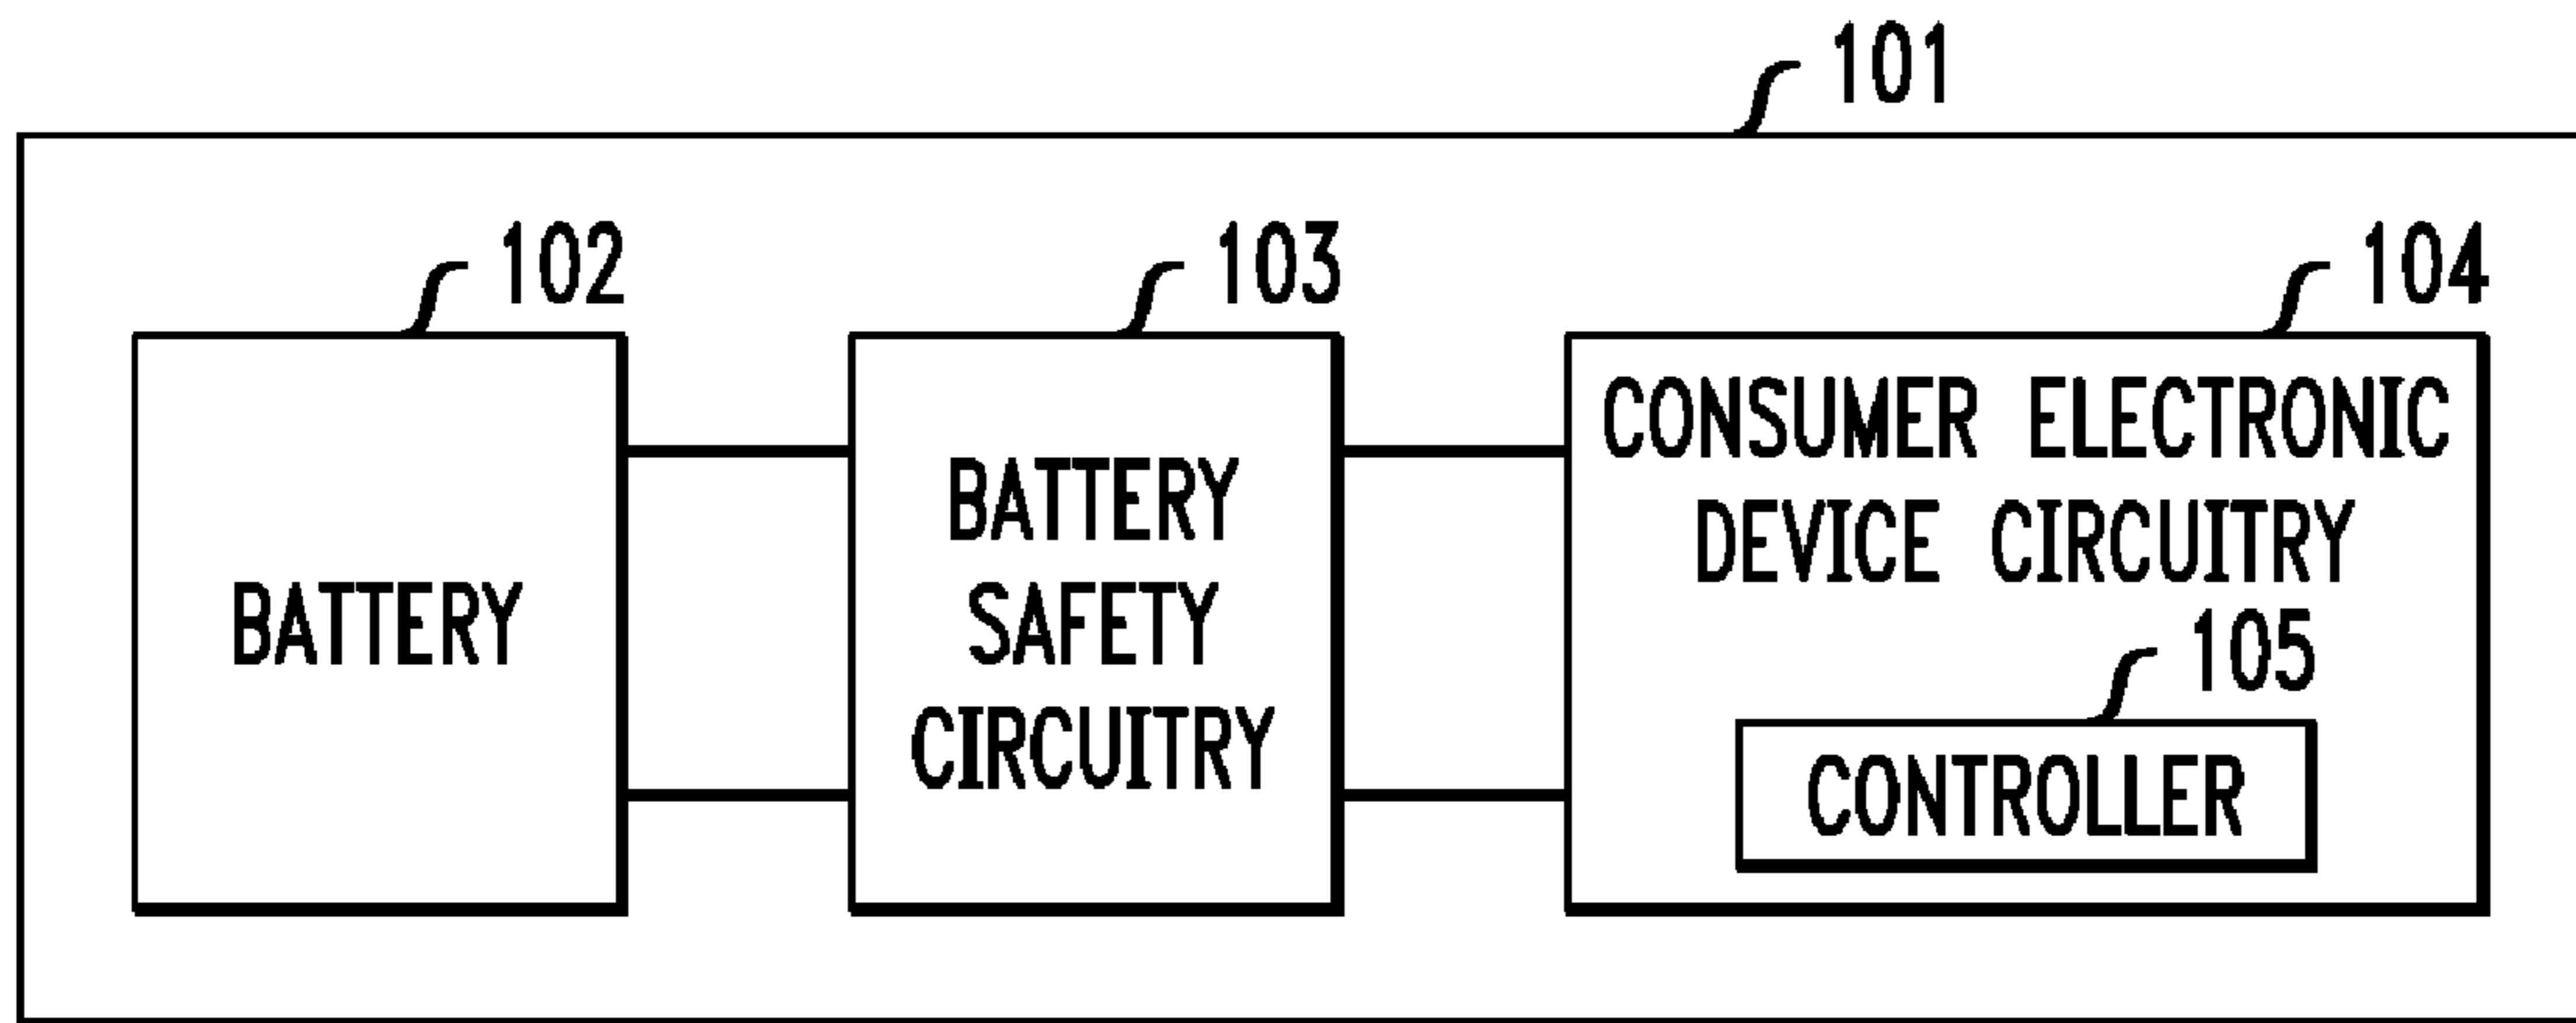 101
102
103
104
BATTERY
BATTERY
SAFETY
CIRCUITRY
CONSUMER ELECTRONIC
DEVICE CIRCUITRY
105
CONTROLLER